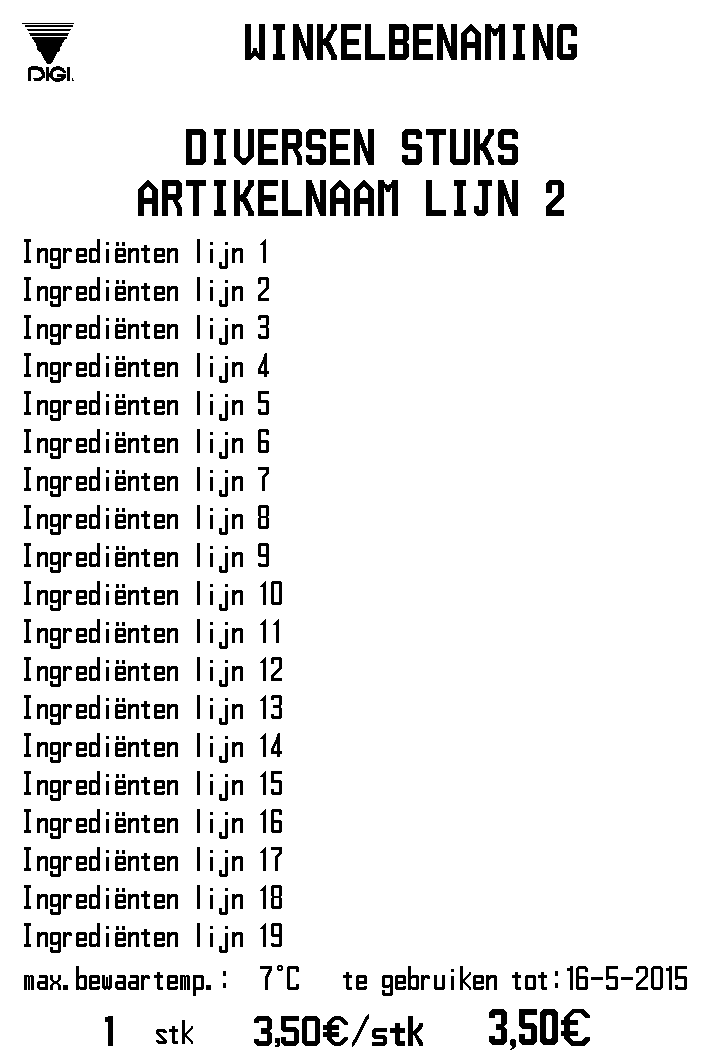 DIGI.
WINKELBENAMING
DIVERSEN STUKS
ARTIKELNAAM LIJN 2
Ingrediënten lijn 1
Ingrediënten lijn 2
Ingrediënten lijn 3
Ingrediënten lijn 4
Ingrediënten lijn 5
Ingrediënten lijn 6
Ingrediënten lijn 7
Ingrediënten lijn 8
Ingrediënten lijn 9
Ingrediënten lijn 10
Ingrediënten lijn 11
Ingrediënten lijn 12
Ingrediënten lijn 13
Ingrediënten lijn 14
Ingrediënten lijn 15
Ingrediënten lijn 16
Ingrediënten lijn 17
Ingrediënten lijn 18
Ingrediënten lijn 19
max.bewaartemp.: 7°C te gebruiken tot:16-5-2015
1 stk 3,50€/stk 3,50€